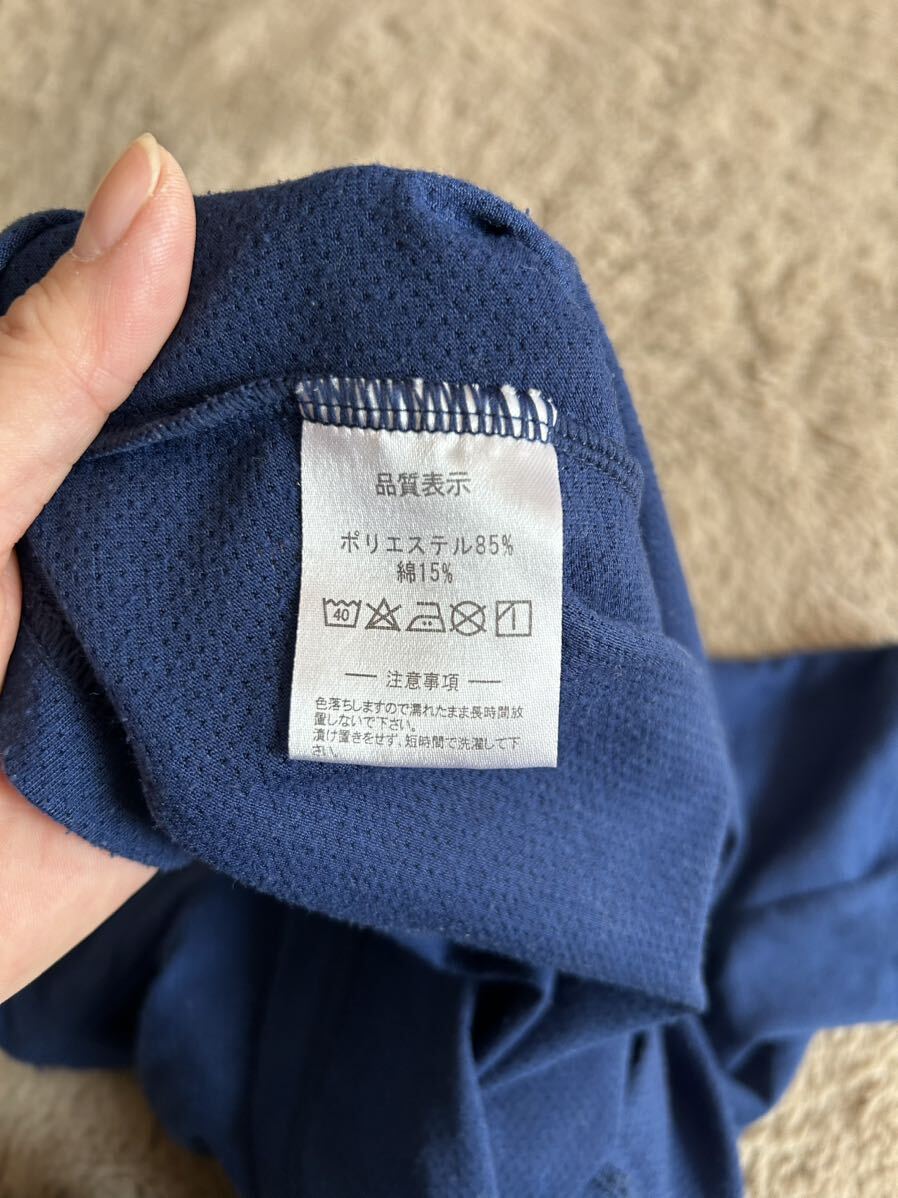 品質表示
ポリエステル85%
綿15%
40
注意事項
色落ちしますので濡れたまま長時間放
置しないで下さい。
漬け置きをせず、短時間で洗濯して下
さい。